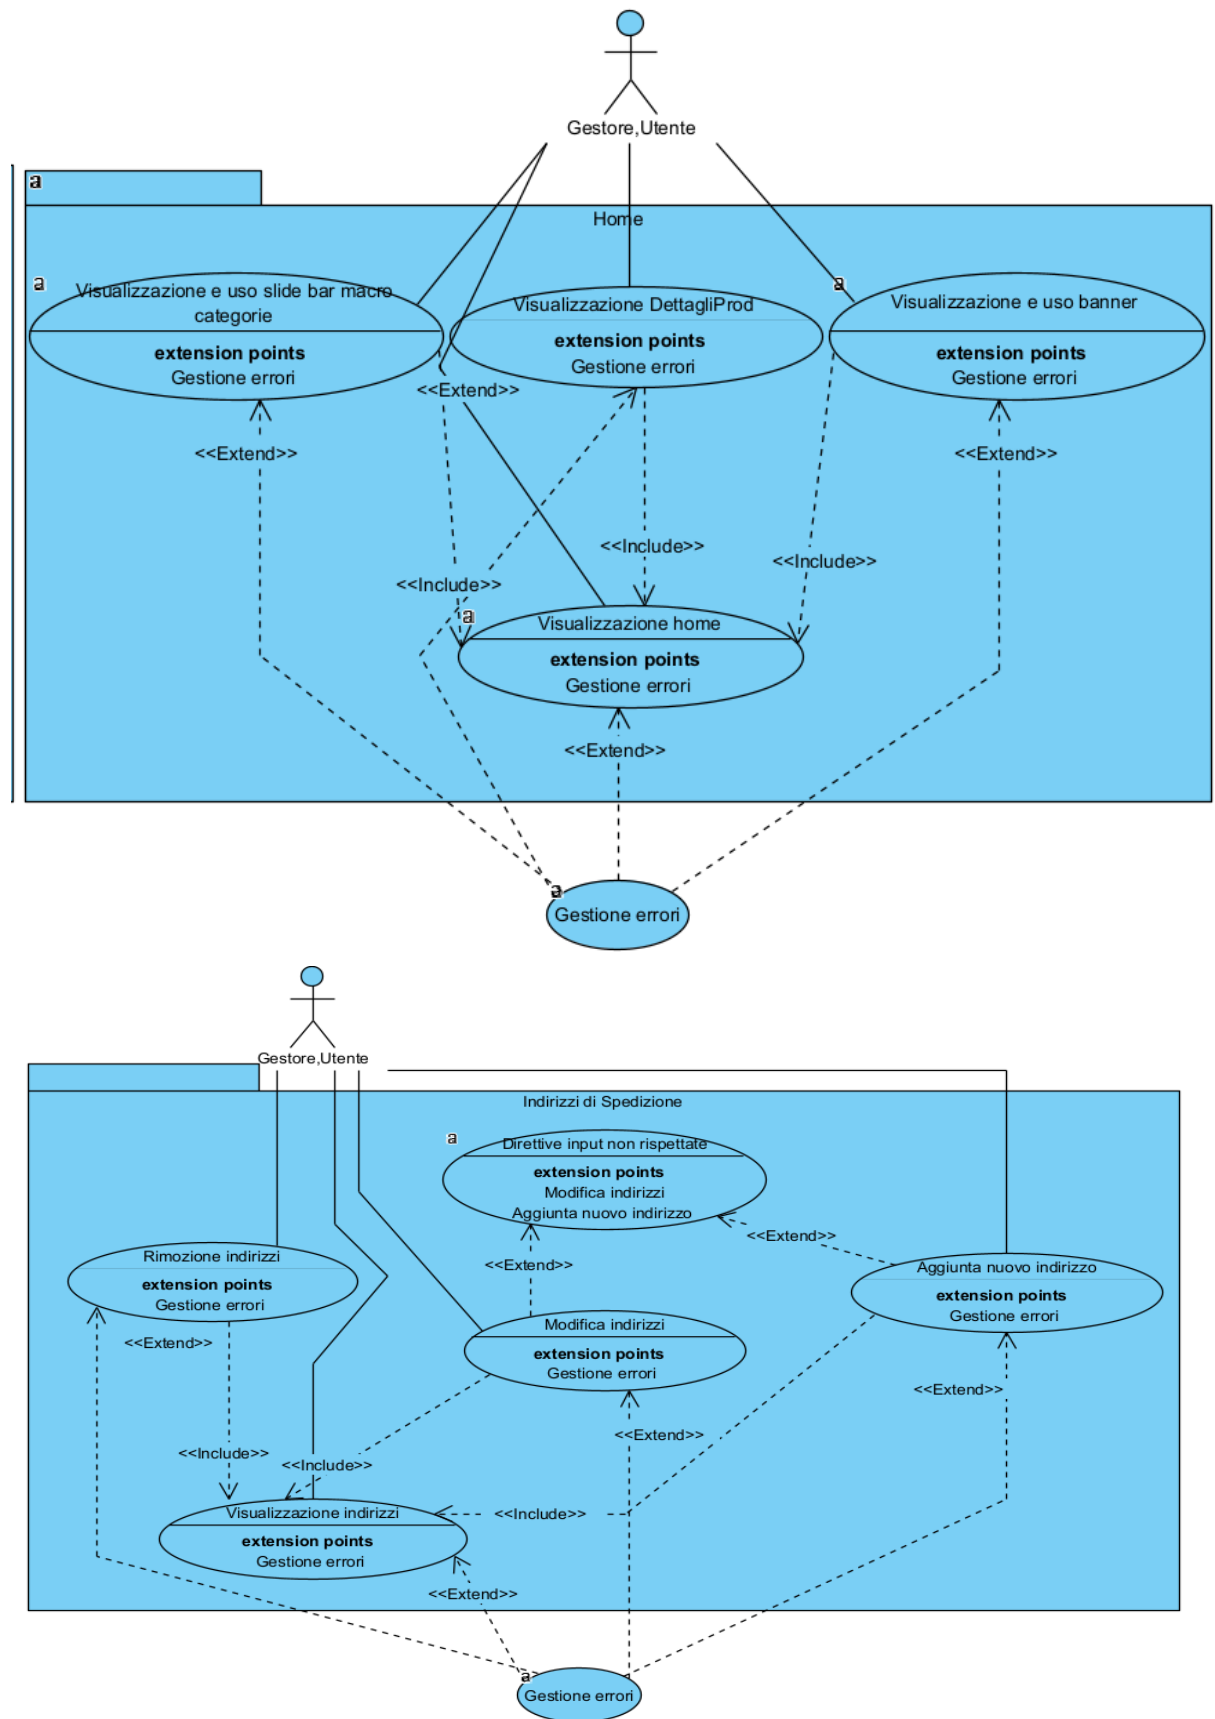 Gestore,Utente
a
Home
a
Visualizzazione e uso slide bar macro
categorie
extension points
Gestione errori
Visualizzazione DettagliProd
extension points
Gestione errori
a
Visualizzazione e uso banner
extension points
Gestione errori
<<Extend>>
<<Extend>>
<<Extend>>
<<Include>>
<<Include>>
<<Include>>
a
Visualizzazione home
extension points
Gestione errori
<<Extend>>
a
Gestione errori
Gestore,Utente
Indirizzi di Spedizione
a
Direttive input non rispettate
extension points
Modifica indirizzi
Aggiunta nuovo indirizzo
<<Extend>>
<<Extend>>
Rimozione indirizzi
extension points
Gestione errori
Aggiunta nuovo indirizzo
extension points
Gestione errori
Modifica indirizzi
extension points
Gestione errori
<<Extend>>
<<Extend>>
<<Extend>>
<<Include>>
<<Include>>
<<Include>>
Visualizzazione indirizzi
extension points
Gestione errori
<<Extend>>
a
Gestione errori